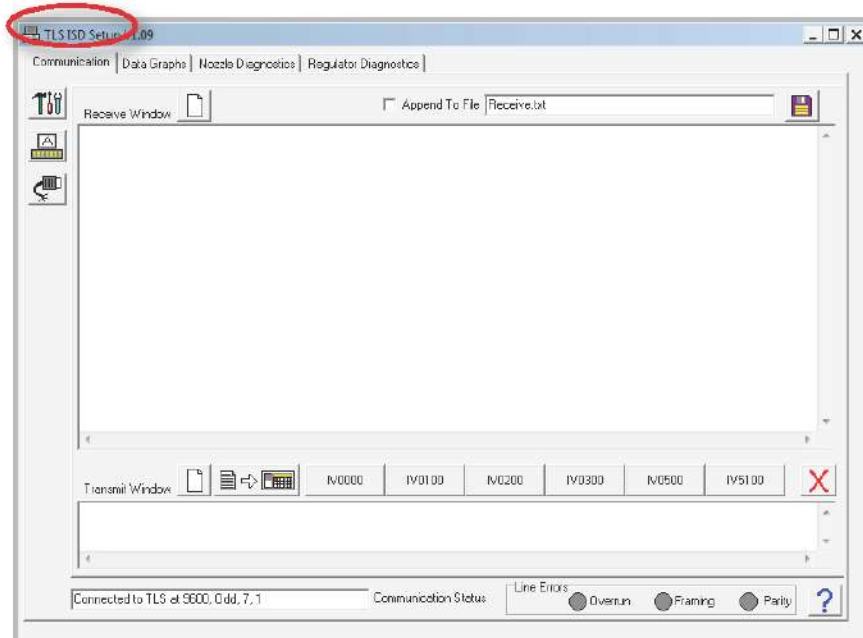 TLS ISD Setup 1.09
Communication Data Graphs Nozzle Diagnostics Regulator Diagnostics
Receive Window Append To File Receive.txt
A
Transmit Window IV0000 IV0100 IV0200 IV0300 IV0500 IV5100 X
Connected to TLS at 9600, Odd, 7, 1 Communication Status Line Errors Overrun Framing Parity ?